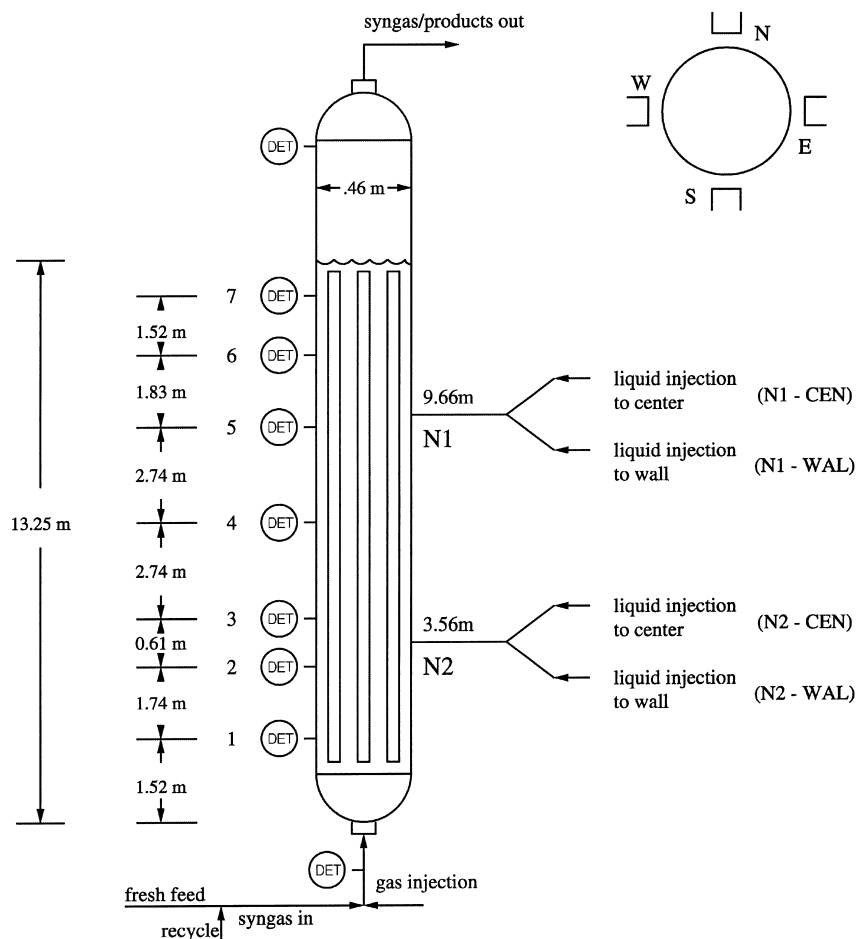 syngas/products out
N
W
E
S
DET
.46 m
7 DET
1.52 m
6 DET
9.66m
liquid injection
to center
(N1 - CEN)
1.83 m
N1
5 DET
liquid injection
to wall
(N1 - WAL)
2.74 m
13.25 m
4 DET
2.74 m
3.56m
liquid injection
to center
(N2 - CEN)
3 DET
0.61 m
N2
2 DET
liquid injection
to wall
(N2 - WAL)
1.74 m
1 DET
1.52 m
DET
gas injection
fresh feed
syngas in
recycle